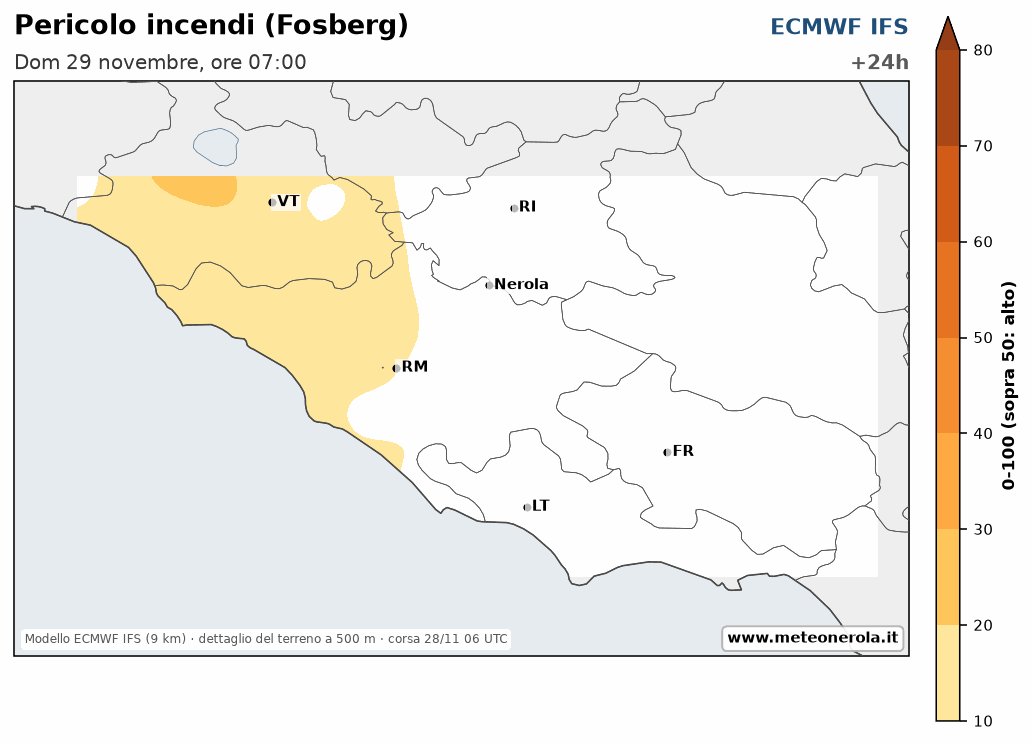 Pericolo incendi (Fosberg)
ECMWF IFS
Dom 29 novembre, ore 07:00
+24h
VT
RI
Nerola
RM
FR
LT
80
70
60
50
40
30
20
10
0-100 (sopra 50: alto)
Modello ECMWF IFS (9 km) · dettaglio del terreno a 500 m · corsa 28/11 06 UTC
www.meteonerola.it